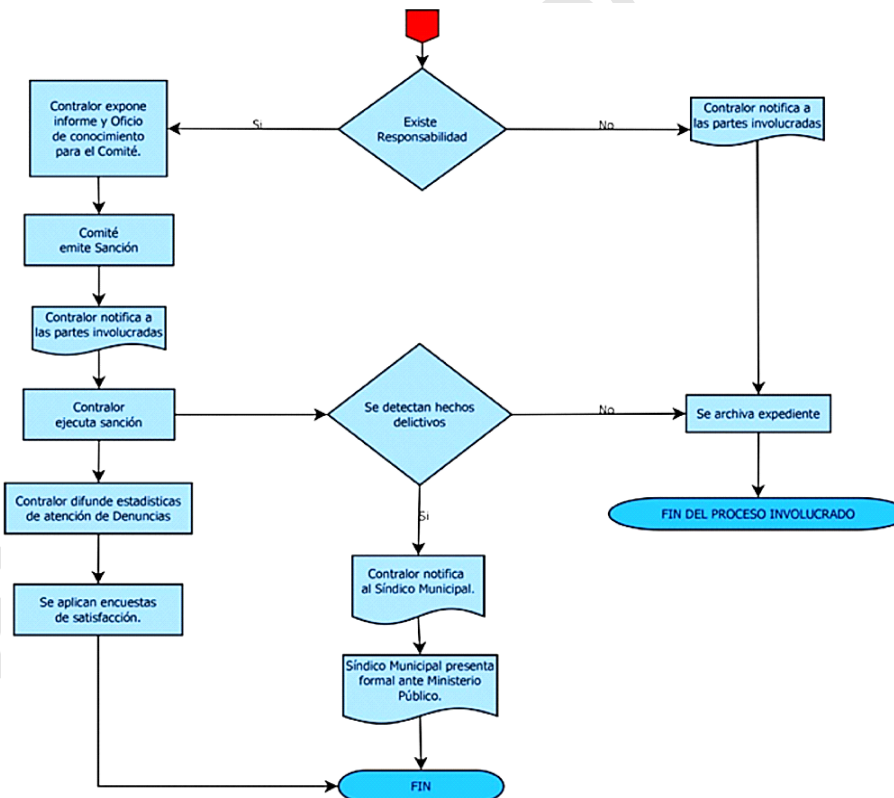 Existe
Responsabilidad
Si
No
Contralor expone
informe y Oficio
de conocimiento
para el Comité.
Contralor notifica a
las partes involucradas
Comité
emite Sanción
Contralor notifica a
las partes involucradas
Contralor
ejecuta sanción
Se detectan hechos
delictivos
No
Se archiva expediente
Contralor difunde estadisticas
de atención de Denuncias
Si
FIN DEL PROCESO INVOLUCRADO
Se aplican encuestas
de satisfacción.
Contralor notifica
al Síndico Municipal.
Síndico Municipal presenta
formal ante Ministerio
Público.
FIN